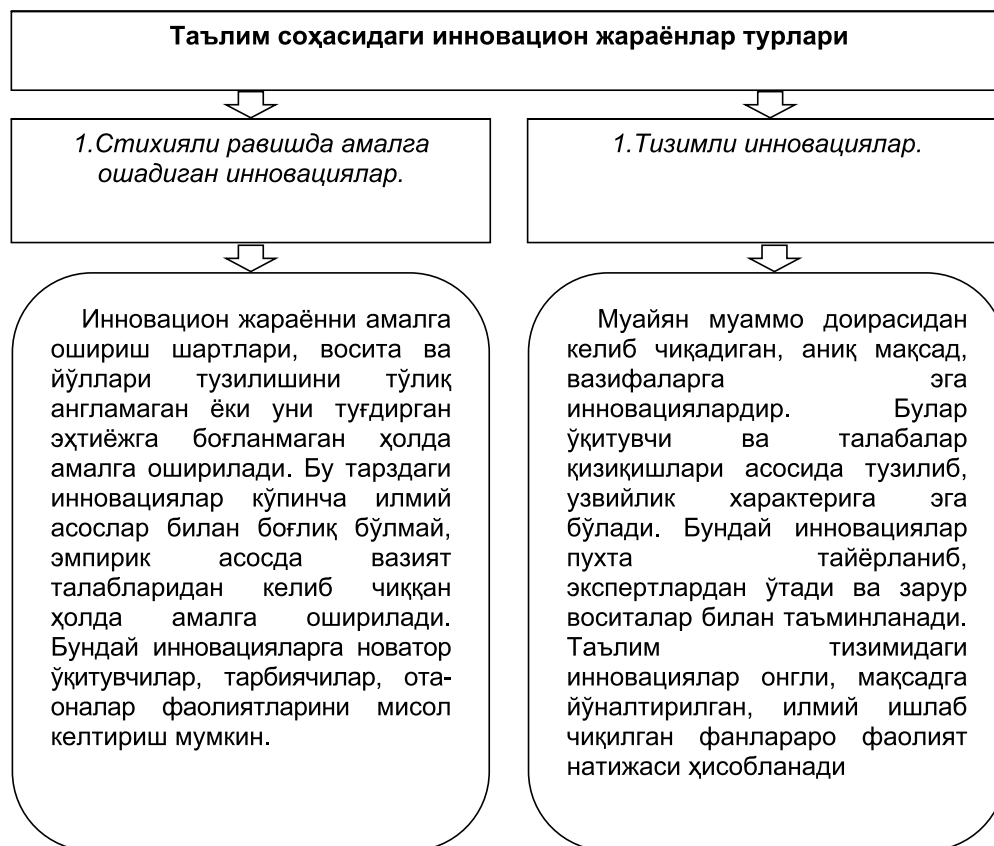 Таълим соҳасидаги инновацион жараёнлар турлари
1.Стихияли равишда амалга
ошадиган инновациялар.
1.Тизимли инновациялар.
Инновацион жараённи амалга
ошириш шартлари, восита ва
йўллари тузилишини тўлиқ
англамаган ёки уни туғдирган
эҳтиёжга боғланмаган ҳолда
амалга оширилади. Бу тарздаги
инновациялар кўпинча илмий
асослар билан боғлиқ бўлмай,
эмпирик асосда вазият
талабларидан келиб чиққан
ҳолда амалга оширилади.
Бундай инновацияларга новатор
ўқитувчилар, тарбиячилар, ота-
оналар фаолиятларини мисол
келтириш мумкин.
Муайян муаммо доирасидан
келиб чиқадиган, аниқ мақсад,
вазифаларга эга
инновациялардир. Булар
ўқитувчи ва талабалар
қизиқишлари асосида тузилиб,
узвийлик характерига эга
бўлади. Бундай инновациялар
пухта тайёрланиб,
экспертлардан ўтади ва зарур
воситалар билан таъминланади.
Таълим тизимидаги
инновациялар онгли, мақсадга
йўналтирилган, илмий ишлаб
чиқилган фанлараро фаолият
натижаси ҳисобланади